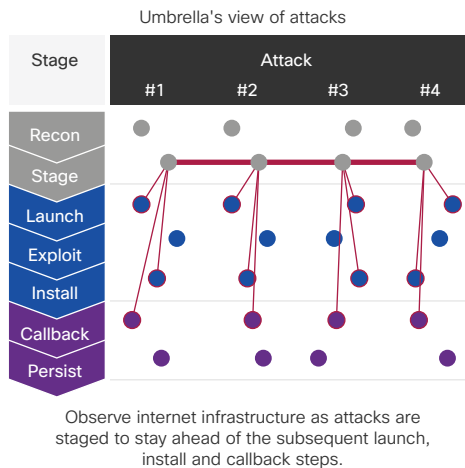 Umbrella's view of attacks
Stage
Attack
#1 #2 #3 #4
Recon
Stage
Launch
Exploit
Install
Callback
Persist
Observe internet infrastructure as attacks are
staged to stay ahead of the subsequent launch,
install and callback steps.